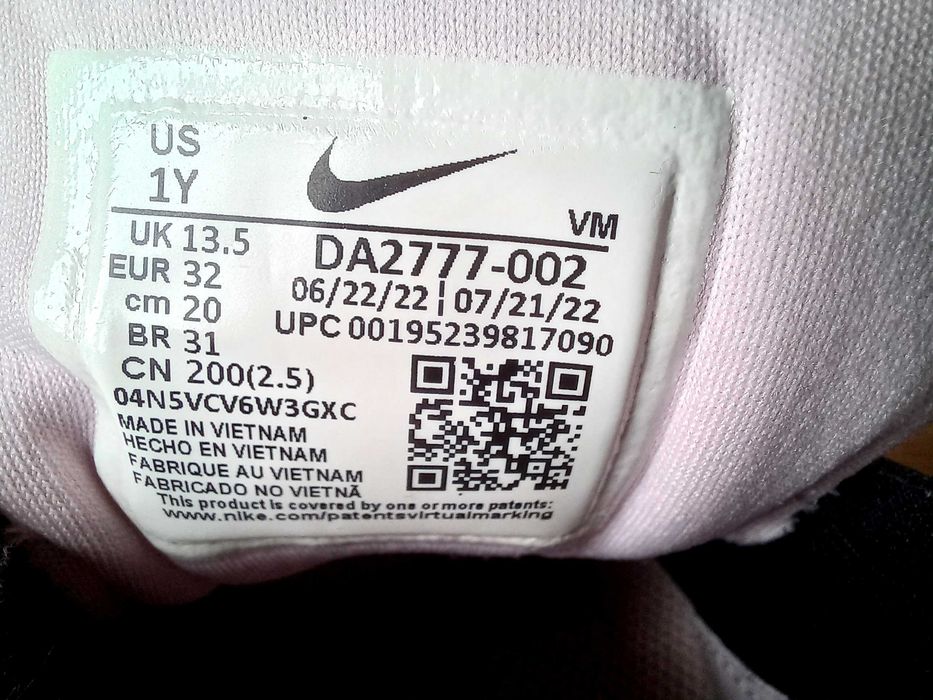 US
1Y
VM
UK 13.5
EUR 32
cm 20
BR 31
CN 200(2.5)
DA2777-002
06/22/22 | 07/21/22
UPC 00195239817090
04N5VCV6W3GXC
MADE IN VIETNAM
HECHO EN VIETNAM
FABRIQUE AU VIETNAM
FABRICADO NO VIETNÃ
This product is covered by one or more patents:
www.nike.com/patentsvirtualmarking